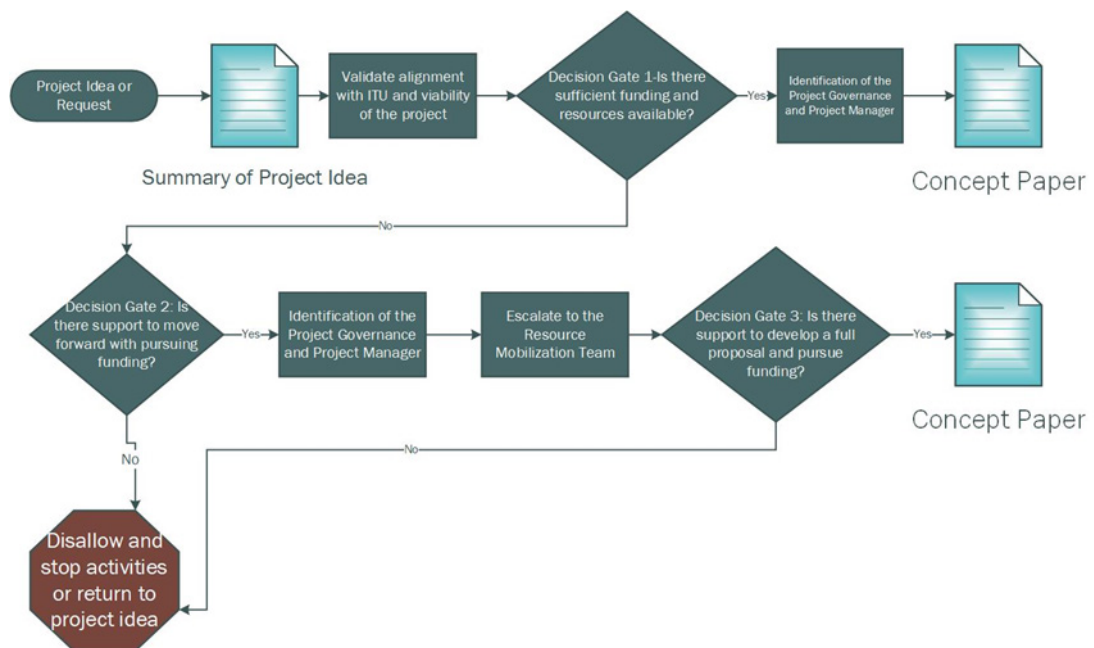 Project Idea or
Request
Summary of Project Idea
Validate alignment
with ITU and viability
of the project
Decision Gate 1-Is there
sufficient funding and
resources available?
Yes
Identification of the
Project Governance
and Project Manager
Concept Paper
No
Decision Gate 2: Is
there support to move
forward with pursuing
funding?
Yes
Identification of the
Project Governance
and Project Manager
Escalate to the
Resource
Mobilization Team
Decision Gate 3: Is there
support to develop a full
proposal and pursue
funding?
Yes
Concept Paper
No
No
Disallow and
stop activities
or return to
project idea